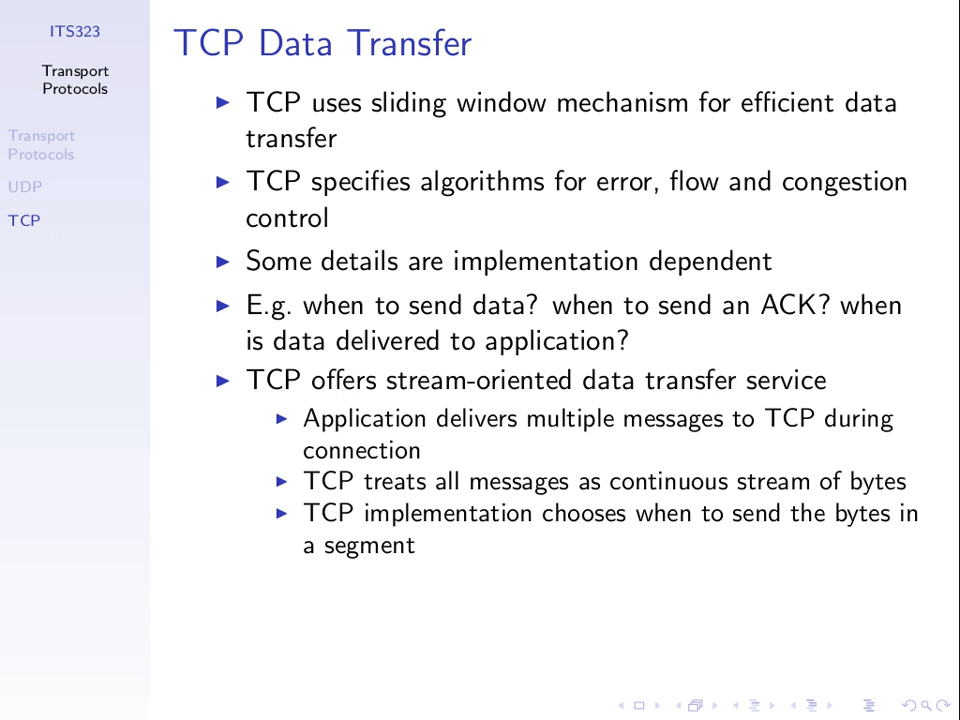 ITS323
Transport
Protocols
Transport
Protocols
UDP
TCP
TCP Data Transfer
TCP uses sliding window mechanism for efficient data
transfer
TCP specifies algorithms for error, flow and congestion
control
Some details are implementation dependent
E.g. when to send data? when to send an ACK? when
is data delivered to application?
TCP offers stream-oriented data transfer service
Application delivers multiple messages to TCP during
connection
TCP treats all messages as continuous stream of bytes
TCP implementation chooses when to send the bytes in
a segment